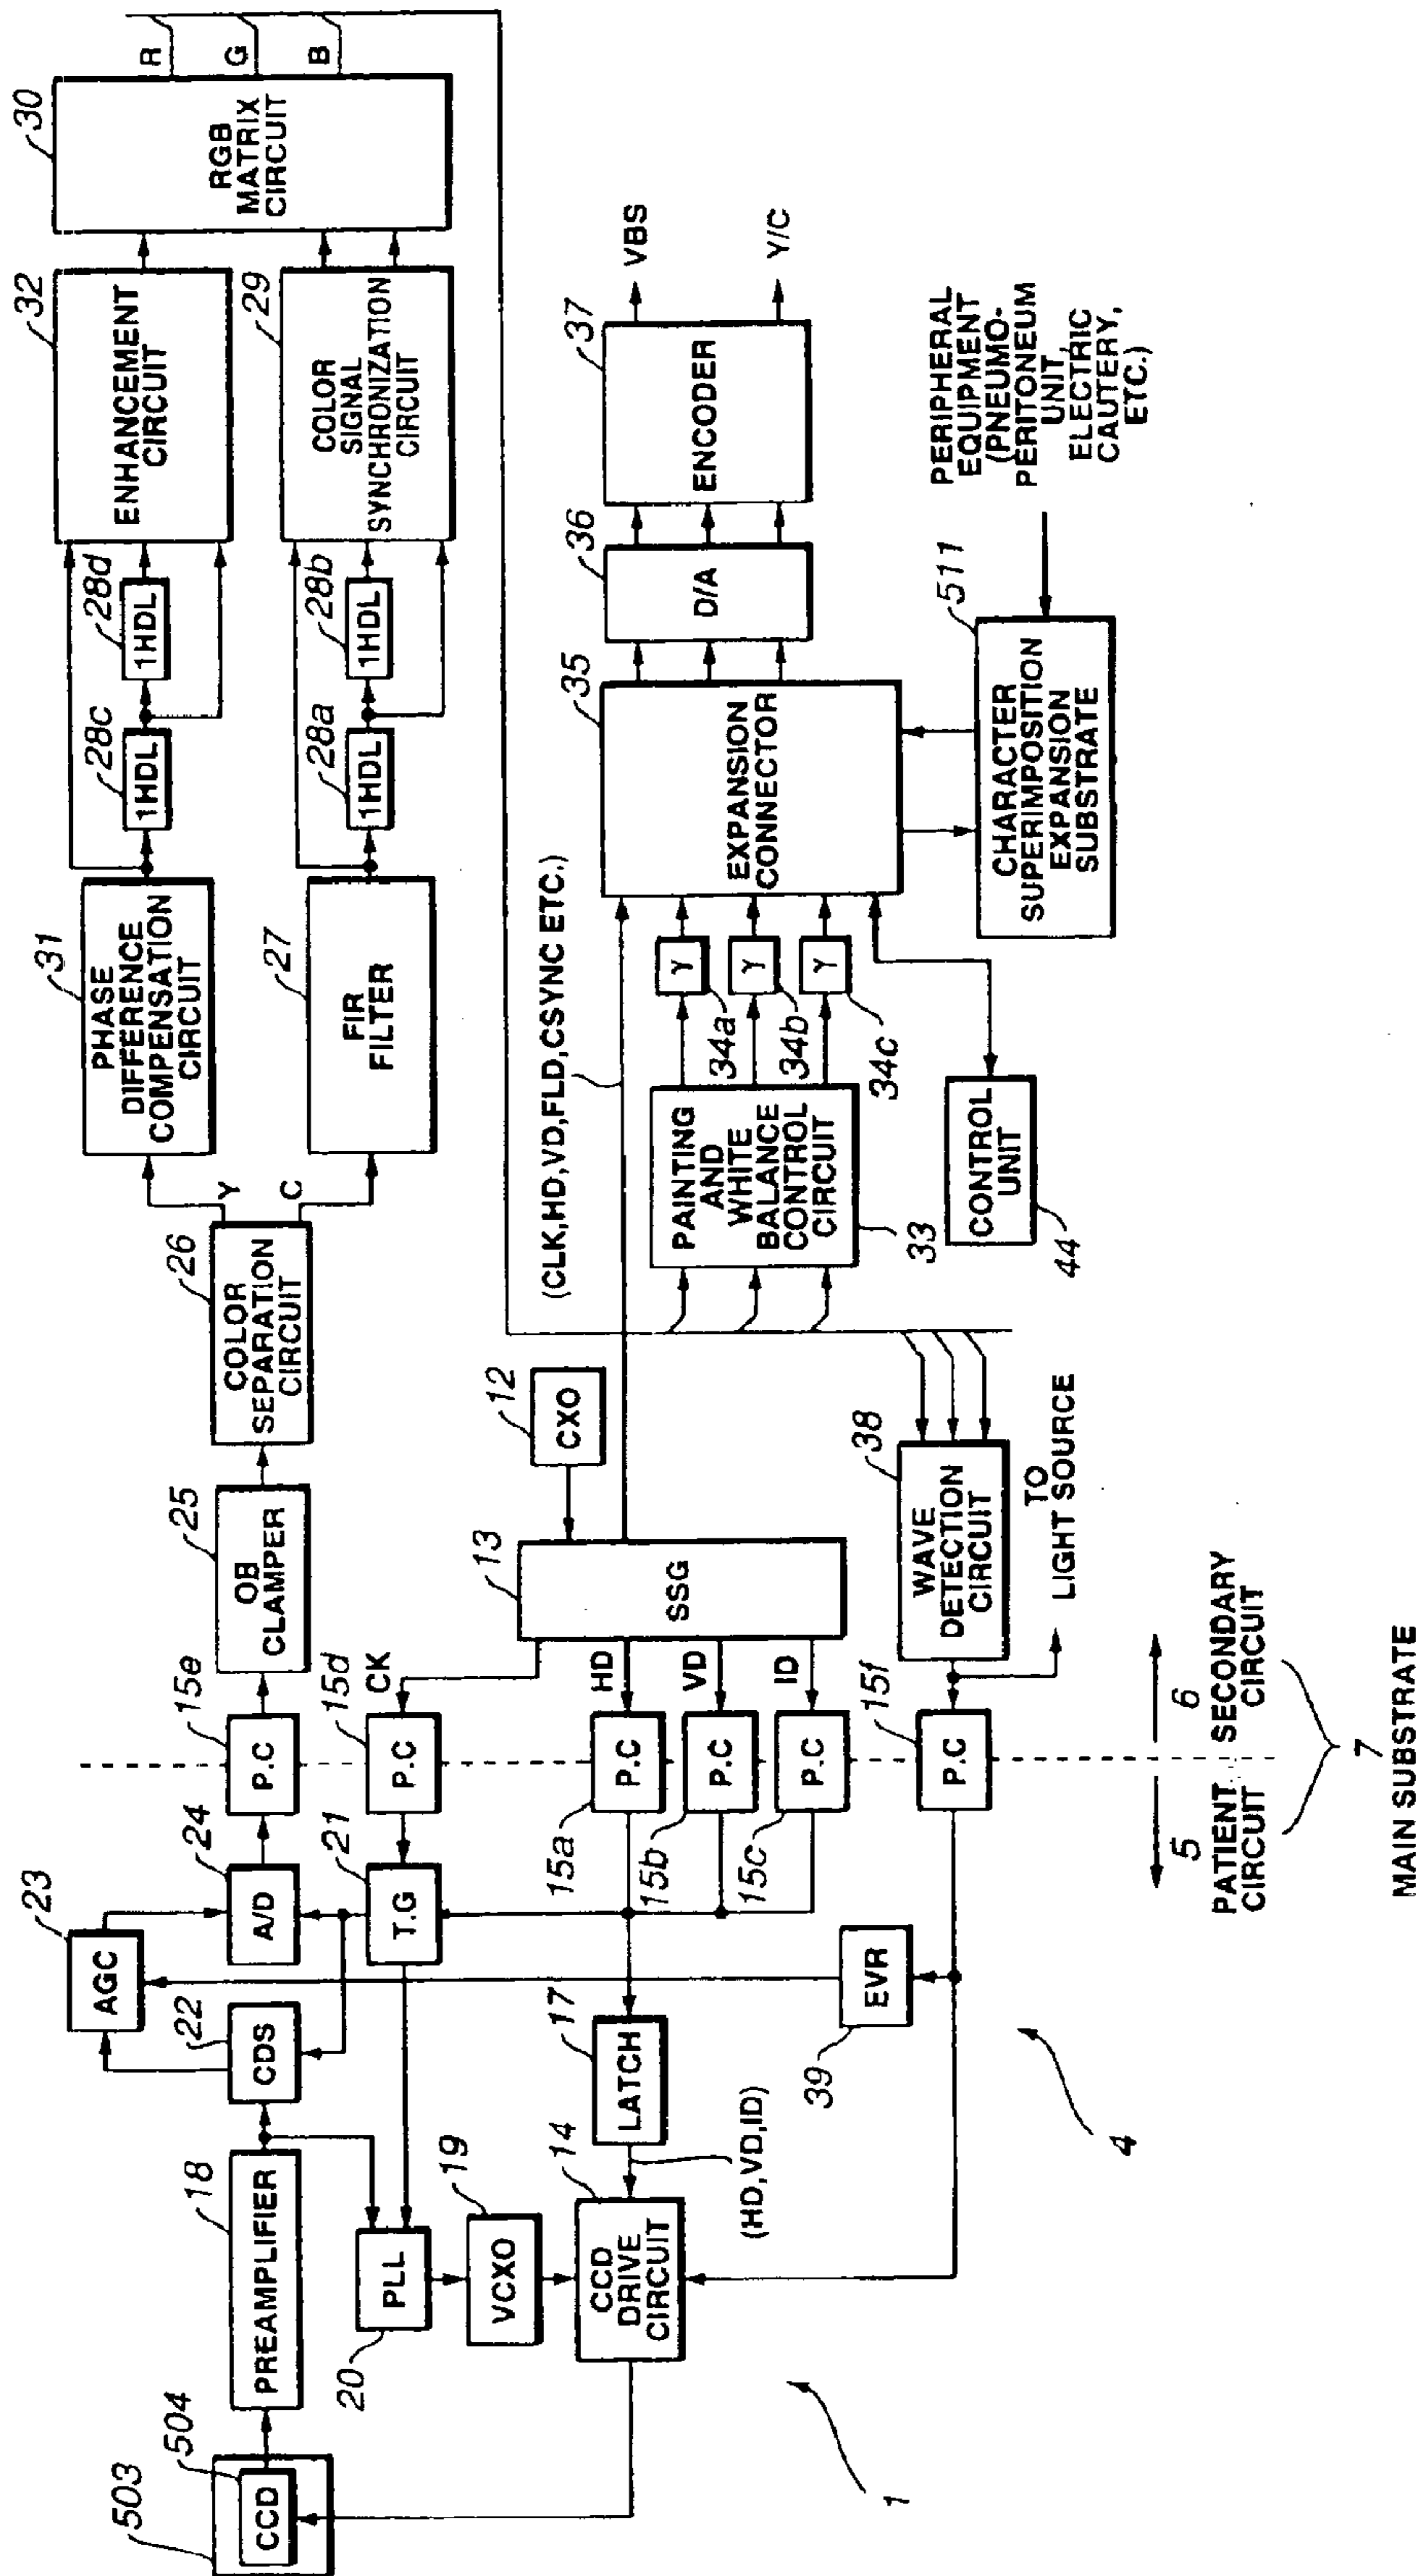 503
504
CCD
18
PREAMPLIFIER
20
PLL
19
VCXO
14
CCD
DRIVE
CIRCUIT
(HD,VD,ID)
17
LATCH
22
CDS
23
AGC
24
A/D
21
T.G
39
EVR
15e
P.C
15d
P.C
CK
15a
P.C
HD
15b
P.C
VD
15c
P.C
ID
15f
P.C
25
OB
CLAMPER
13
SSG
12
CXO
38
WAVE
DETECTION
CIRCUIT
TO
LIGHT SOURCE
26
COLOR
SEPARATION
CIRCUIT
Y
C
31
PHASE
DIFFERENCE
COMPENSATION
CIRCUIT
27
FIR
FILTER
28c
1HDL
28d
1HDL
28a
1HDL
28b
1HDL
32
ENHANCEMENT
CIRCUIT
29
COLOR
SIGNAL
SYNCHRONIZATION
CIRCUIT
30
RGB
MATRIX
CIRCUIT
R
G
B
(CLK,HD,VD,FLD,CSYNC ETC.)
PAINTING
AND
WHITE
BALANCE
CONTROL
CIRCUIT
33
γ
34a
γ
34b
γ
34c
CONTROL
UNIT
44
35
EXPANSION
CONNECTOR
36
D/A
37
ENCODER
VBS
Y/C
511
CHARACTER
SUPERIMPOSITION
EXPANSION
SUBSTRATE
PERIPHERAL
EQUIPMENT
(PNEUMO-
PERITONEUM
UNIT,
ELECTRIC
CAUTERY,
ETC.)
1
4
5
PATIENT
CIRCUIT
6
SECONDARY
CIRCUIT
7
MAIN SUBSTRATE